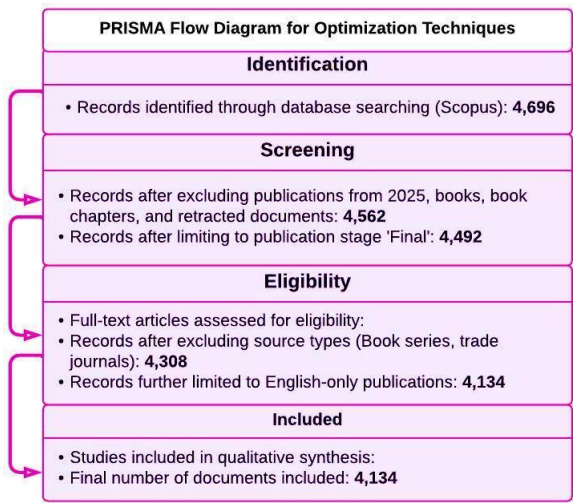 PRISMA Flow Diagram for Optimization Techniques
Identification
• Records identified through database searching (Scopus): 4,696
Screening
• Records after excluding publications from 2025, books, book
chapters, and retracted documents: 4,562
• Records after limiting to publication stage 'Final': 4,492
Eligibility
• Full-text articles assessed for eligibility:
• Records after excluding source types (Book series, trade
journals): 4,308
• Records further limited to English-only publications: 4,134
Included
• Studies included in qualitative synthesis:
• Final number of documents included: 4,134